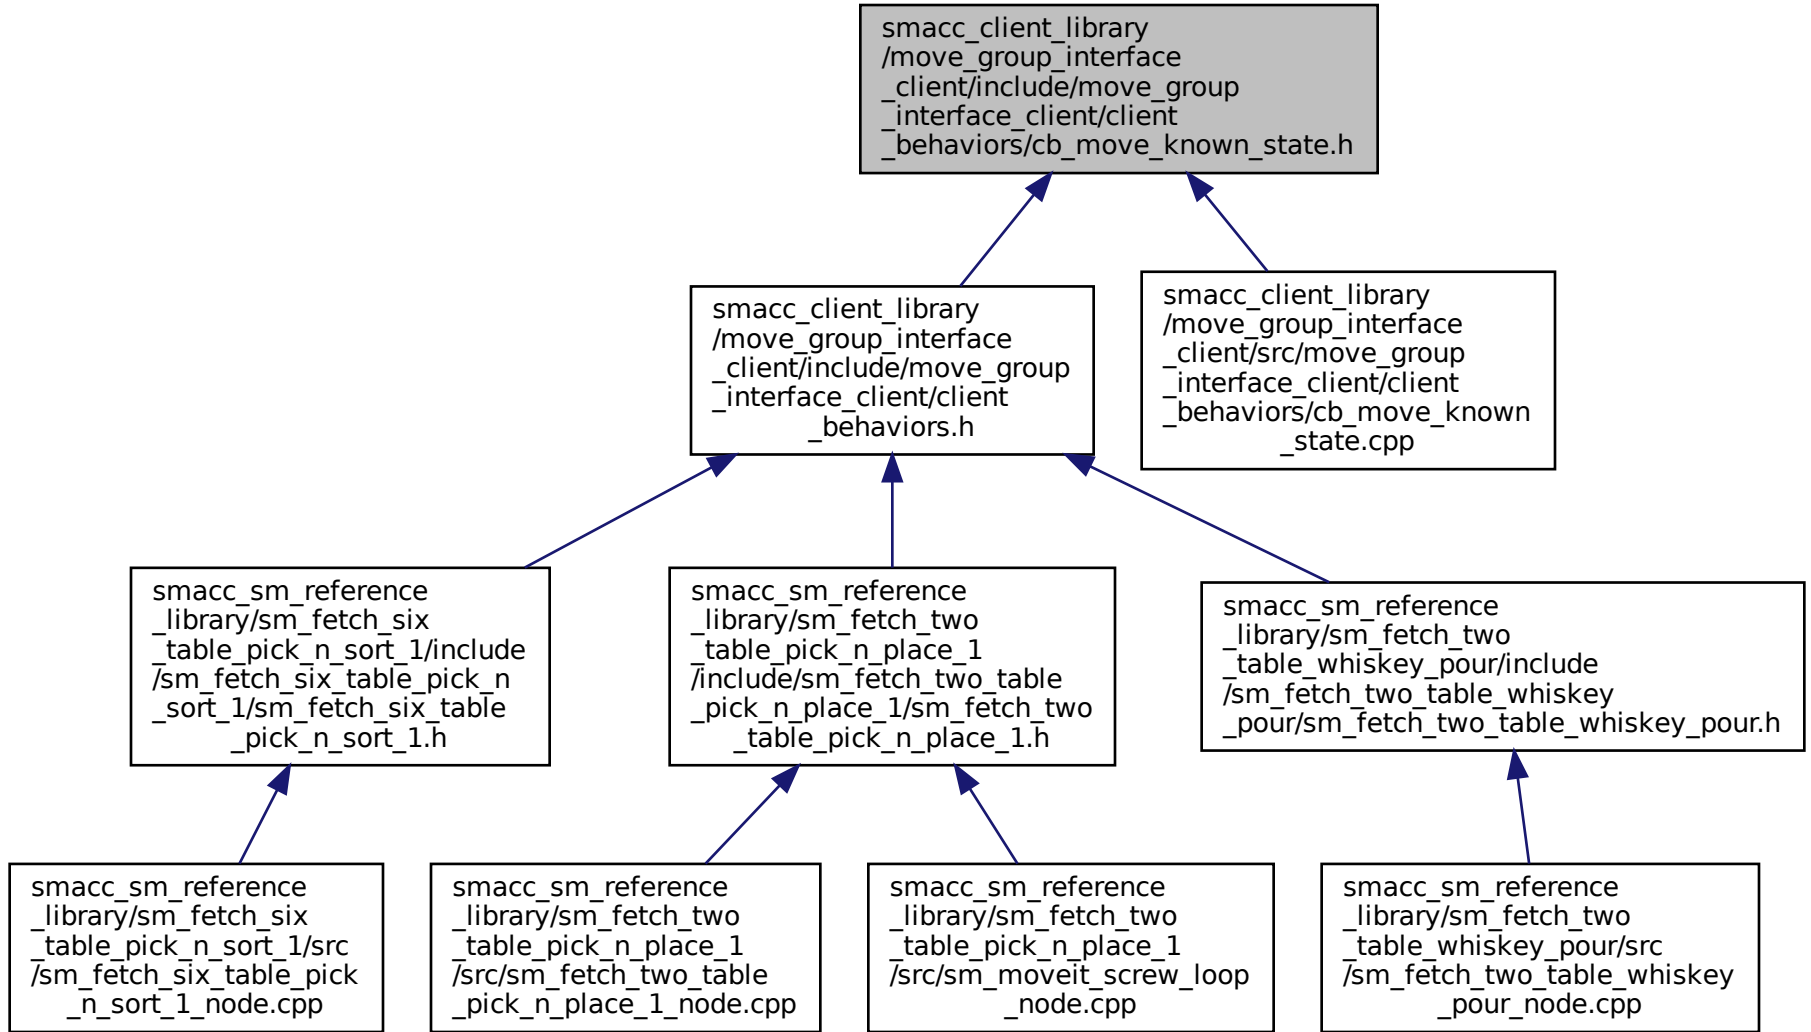 smacc_client_library
/move_group_interface
_client/include/move_group
_interface_client/client
_behaviors/cb_move_known_state.h
smacc_client_library
/move_group_interface
_client/include/move_group
_interface_client/client
_behaviors.h
smacc_client_library
/move_group_interface
_client/src/move_group
_interface_client/client
_behaviors/cb_move_known
_state.cpp
smacc_sm_reference
_library/sm_fetch_six
_table_pick_n_sort_1/include
/sm_fetch_six_table_pick_n
_sort_1/sm_fetch_six_table
_pick_n_sort_1.h
smacc_sm_reference
_library/sm_fetch_two
_table_pick_n_place_1
/include/sm_fetch_two_table
_pick_n_place_1/sm_fetch_two
_table_pick_n_place_1.h
smacc_sm_reference
_library/sm_fetch_two
_table_whiskey_pour/include
/sm_fetch_two_table_whiskey
_pour/sm_fetch_two_table_whiskey_pour.h
smacc_sm_reference
_library/sm_fetch_six
_table_pick_n_sort_1/src
/sm_fetch_six_table_pick
_n_sort_1_node.cpp
smacc_sm_reference
_library/sm_fetch_two
_table_pick_n_place_1
/src/sm_fetch_two_table
_pick_n_place_1_node.cpp
smacc_sm_reference
_library/sm_fetch_two
_table_pick_n_place_1
/src/sm_moveit_screw_loop
_node.cpp
smacc_sm_reference
_library/sm_fetch_two
_table_whiskey_pour/src
/sm_fetch_two_table_whiskey
_pour_node.cpp